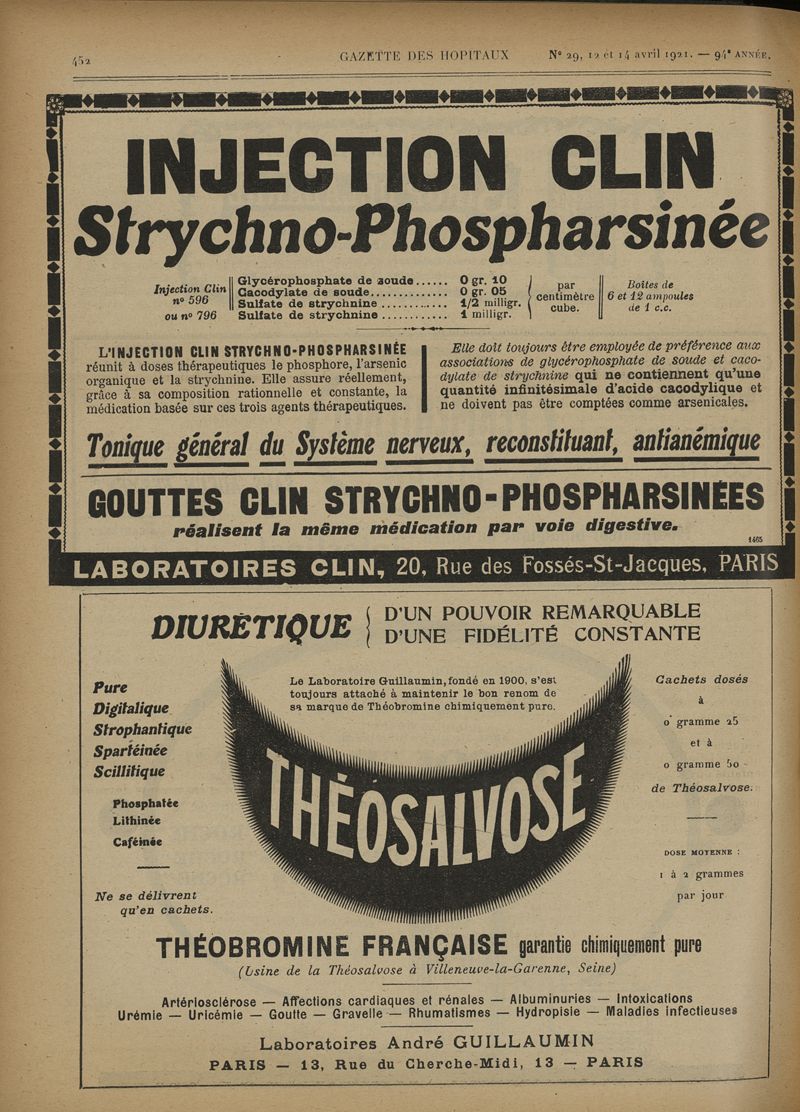 452
GAZETTE DES HOPITAUX
N° 29, 12 et 14 avril 1921. — 94e ANNÉE.
INJECTION CLIN
Strychno-Phospharsinée
Injection Clin
n° 596
ou n° 796
Glycérophosphate de soude...... 0 gr. 10
Cacodylate de soude.............. 0 gr. 05
Sulfate de strychnine ............ 1/2 milligr.
Sulfate de strychnine ............ 1 milligr.
par
centimètre
cube.
Boîtes de
6 et 12 ampoules
de 1 c.c.
L'INJECTION CLIN STRYCHNO-PHOSPHARSINÉE
réunit à doses thérapeutiques le phosphore, l'arsenic
organique et la strychnine. Elle assure réellement,
grâce à sa composition rationnelle et constante, la
médication basée sur ces trois agents thérapeutiques.
Elle doit toujours être employée de préférence aux
associations de glycérophosphate de soude et caco-
dylate de strychnine qui ne contiennent qu'une
quantité infinitésimale d'acide cacodylique et
ne doivent pas être comptées comme arsenicales.
Tonique général du Système nerveux, reconstituant, antianémique
GOUTTES CLIN STRYCHNO-PHOSPHARSINÉES
réalisent la même médication par voie digestive.
1465
LABORATOIRES CLIN, 20, Rue des Fossés-St-Jacques, PARIS
DIURÉTIQUE
D'UN POUVOIR REMARQUABLE
D'UNE FIDÉLITÉ CONSTANTE
Pure
Digitalique
Strophantique
Spartéinée
Scillitique
Phosphatée
Lithinée
Caféinée
Ne se délivrent
qu'en cachets.
Le Laboratoire Guillaumin, fondé en 1900, s'est
toujours attaché à maintenir le bon renom de
sa marque de Théobromine chimiquement pure.
THÉOSALVOSE
Cachets dosés
à
0 gramme 25
et à
0 gramme 50
de Théosalvose.
DOSE MOYENNE :
1 à 2 grammes
par jour
THÉOBROMINE FRANÇAISE garantie chimiquement pure
(Usine de la Théosalvose à Villeneuve-la-Garenne, Seine)
Artériosclérose — Affections cardiaques et rénales — Albuminuries — Intoxications
Urémie — Uricémie — Goutte — Gravelle — Rhumatismes — Hydropisie — Maladies infectieuses
Laboratoires André GUILLAUMIN
PARIS — 13, Rue du Cherche-Midi, 13 — PARIS